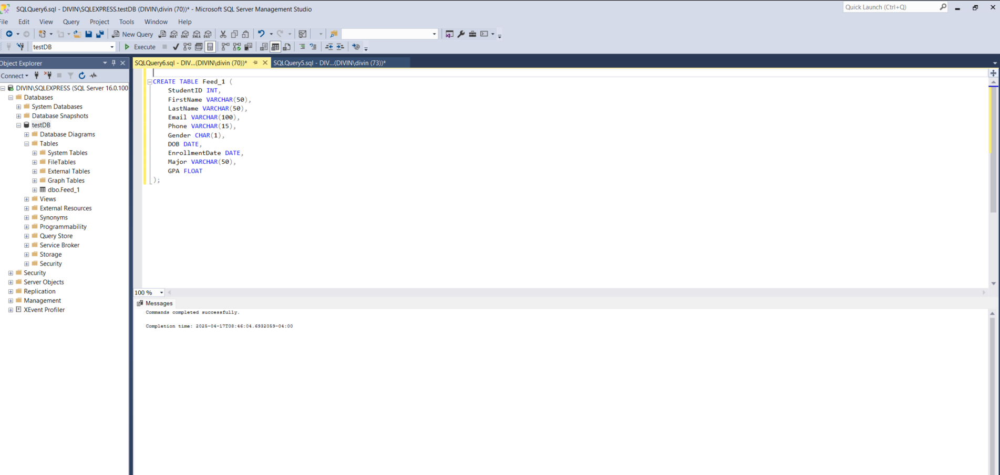 SQLQuery6.sql - DIVIN\SQLEXPRESS.testDB (DIVIN\divin (70))* - Microsoft SQL Server Management Studio
Quick Launch (Ctrl+Q)
File Edit View Query Project Tools Window Help
New Query MDX DMX XMLA DAX
testDB Execute
Object Explorer
SQLQuery6.sql - DIV...(DIVIN\divin (70))* SQLQuery5.sql - DIV...(DIVIN\divin (73))*
Connect
DIVIN\SQLEXPRESS (SQL Server 16.0.100
Databases
System Databases
Database Snapshots
testDB
Database Diagrams
Tables
System Tables
FileTables
External Tables
Graph Tables
dbo.Feed_1
Views
External Resources
Synonyms
Programmability
Query Store
Service Broker
Storage
Security
Security
Server Objects
Replication
Management
XEvent Profiler
CREATE TABLE Feed_1 (
StudentID INT,
FirstName VARCHAR(50),
LastName VARCHAR(50),
Email VARCHAR(100),
Phone VARCHAR(15),
Gender CHAR(1),
DOB DATE,
EnrollmentDate DATE,
Major VARCHAR(50),
GPA FLOAT
);
100 %
Messages
Commands completed successfully.
Completion time: 2025-04-17T08:46:04.6932059-04:00